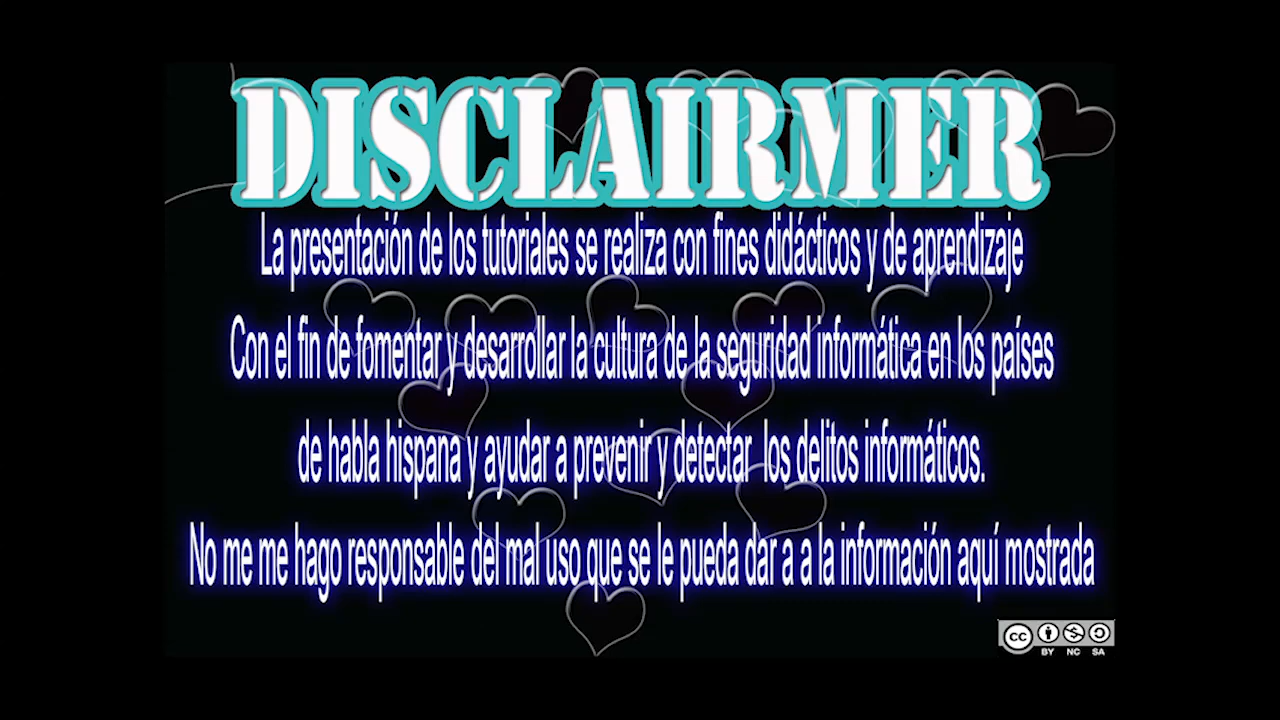 DISCLAIRMER
La presentación de los tutoriales se realiza con fines didácticos y de aprendizaje
Con el fin de fomentar y desarrollar la cultura de la seguridad informática en los países
de habla hispana y ayudar a prevenir y detectar los delitos informáticos.
No me me hago responsable del mal uso que se le pueda dar a a la información aquí mostrada
cc
BY NC SA